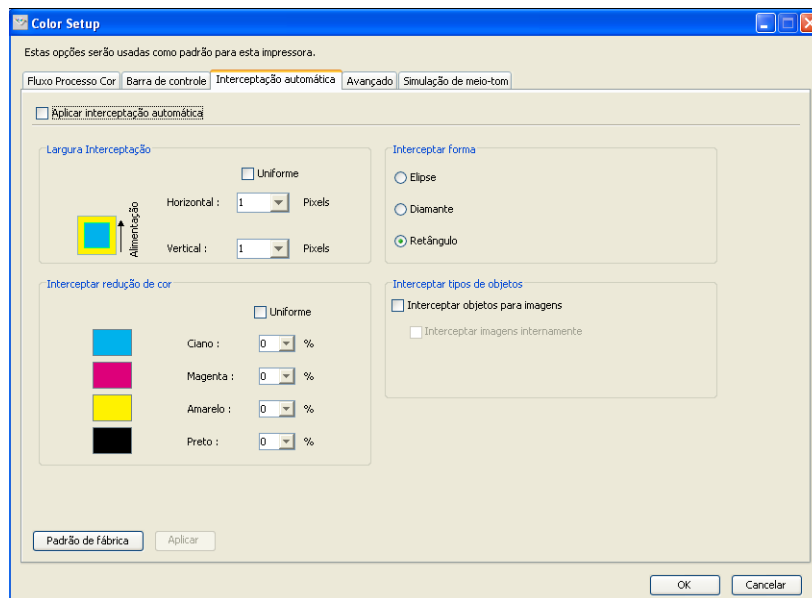 Color Setup
Estas opções serão usadas como padrão para esta impressora.
Fluxo Processo Cor
Barra de controle
Interceptação automática
Avançado
Simulação de meio-tom
Aplicar interceptação automática
Largura Interceptação
Uniforme
Alimentação
Horizontal :
1
Pixels
Vertical :
1
Pixels
Interceptar forma
Elipse
Diamante
Retângulo
Interceptar redução de cor
Uniforme
Ciano :
0
%
Magenta :
0
%
Amarelo :
0
%
Preto :
0
%
Interceptar tipos de objetos
Interceptar objetos para imagens
Interceptar imagens internamente
Padrão de fábrica
Aplicar
OK
Cancelar